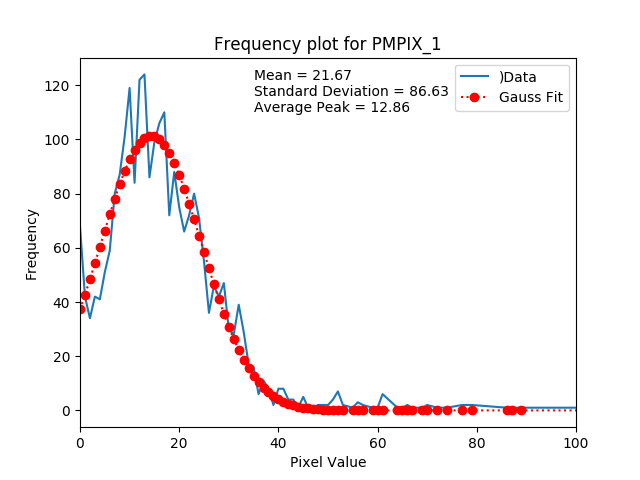 Frequency plot for PMPIX_1
Mean = 21.67
Standard Deviation = 86.63
Average Peak = 12.86
)Data
Gauss Fit
Frequency
120
100
80
60
40
20
0
0 20 40 60 80 100
Pixel Value